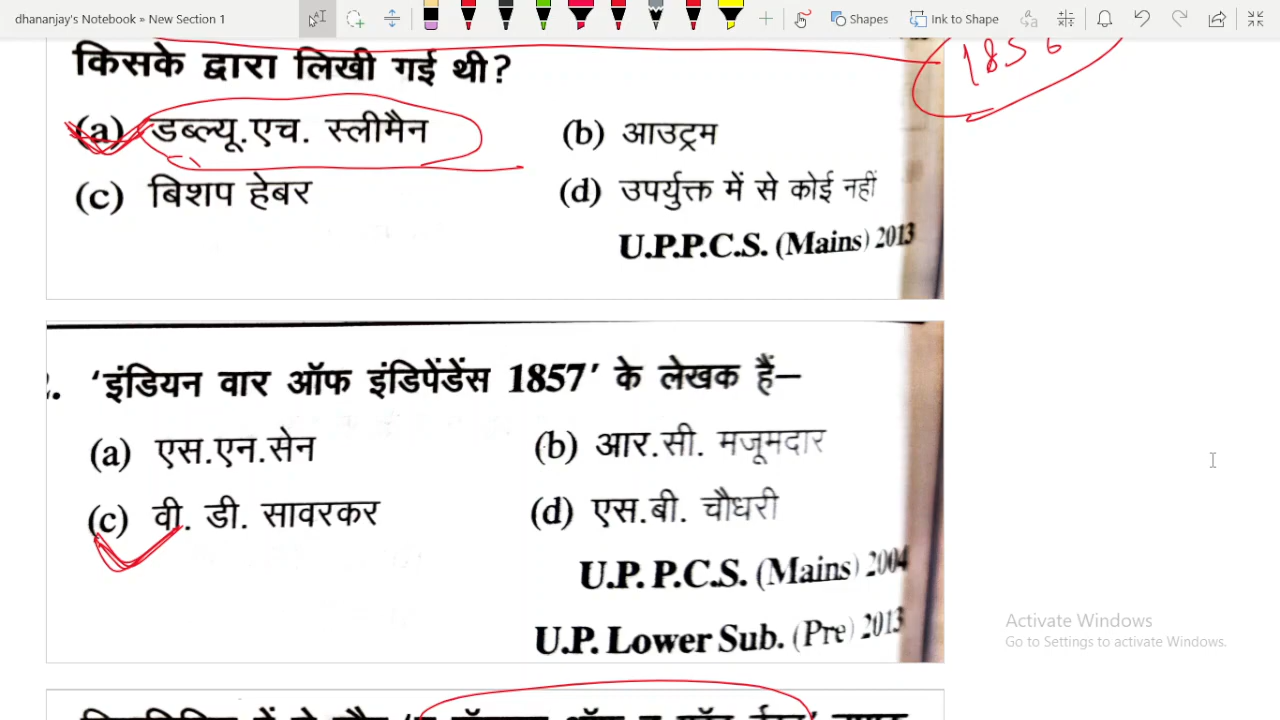 dhananjay's Notebook » New Section 1
Shapes
Ink to Shape
किसके द्वारा लिखी गई थी?
1856
(a) डब्ल्यू.एच. स्लीमैन
(b) आउट्रम
(c) बिशप हेबर
(d) उपर्युक्त में से कोई नहीं
U.P.P.C.S. (Mains) 2013
'इंडियन वार ऑफ इंडिपेंडेंस 1857' के लेखक हैं–
(a) एस.एन.सेन
(b) आर.सी. मजूमदार
(c) वी. डी. सावरकर
(d) एस.बी. चौधरी
U.P. P.C.S. (Mains) 2004
U.P. Lower Sub. (Pre) 2013
Activate Windows
Go to Settings to activate Windows.